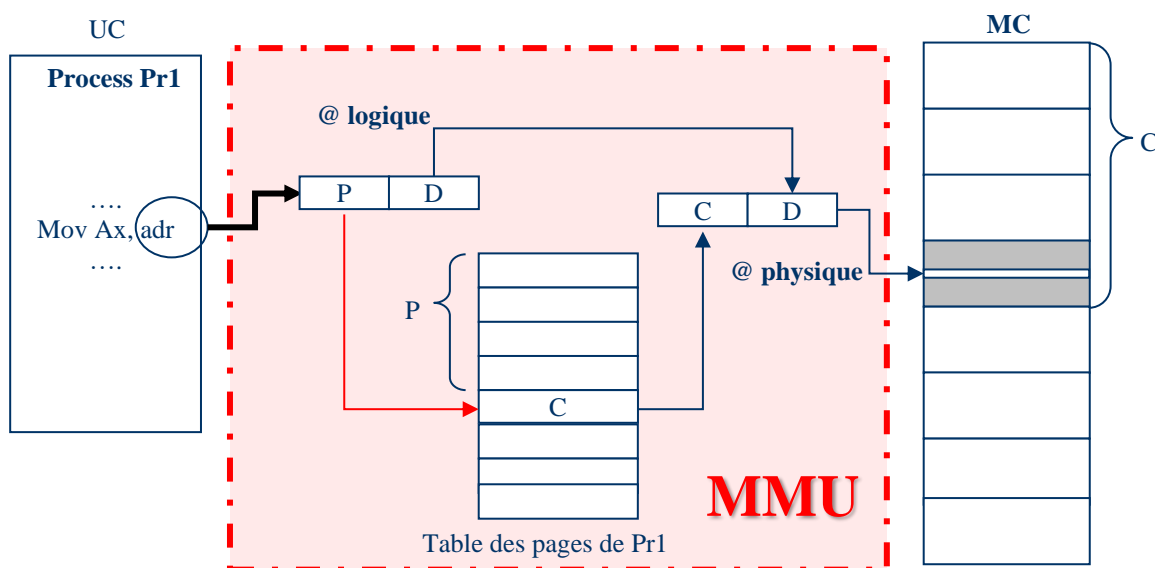 UC
MC
Process Pr1
@ logique
C
P D
C D
….
Mov Ax, adr
….
@ physique
P
C
MMU
Table des pages de Pr1